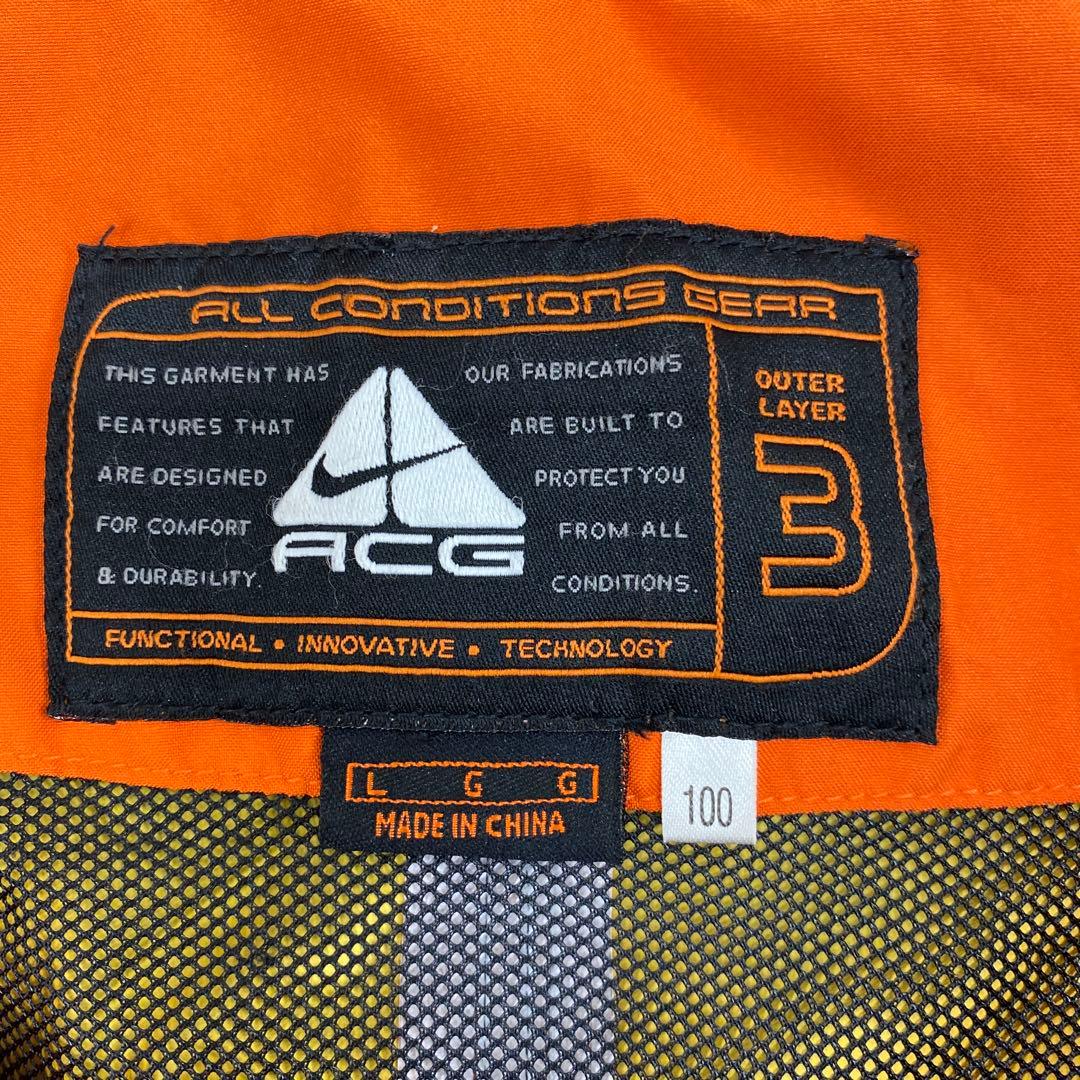 ALL CONDITIONS GEAR
THIS GARMENT HAS
FEATURES THAT
ARE DESIGNED
FOR COMFORT
& DURABILITY.
ACG
OUR FABRICATIONS
ARE BUILT TO
PROTECT YOU
FROM ALL
CONDITIONS.
OUTER
LAYER
3
FUNCTIONAL • INNOVATIVE • TECHNOLOGY
L G G
MADE IN CHINA
100